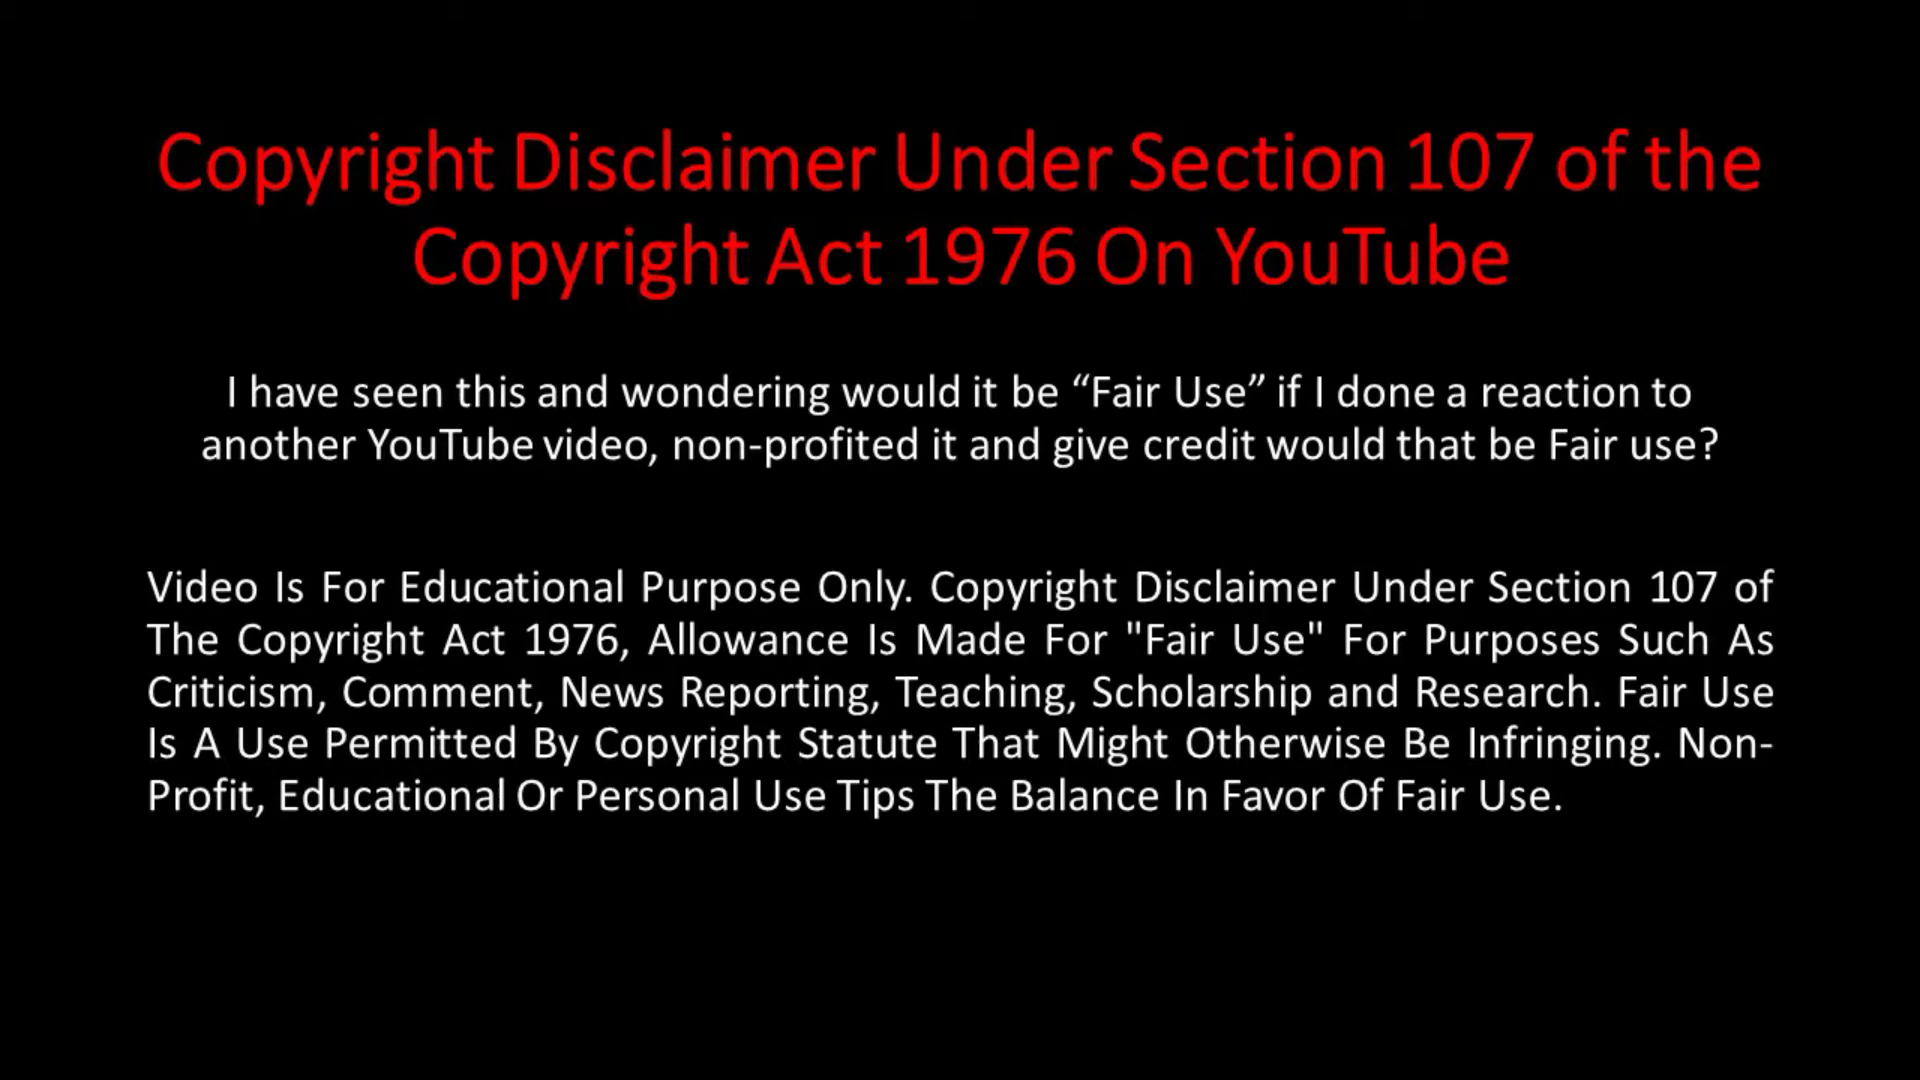 Copyright Disclaimer Under Section 107 of the
Copyright Act 1976 On YouTube
I have seen this and wondering would it be “Fair Use” if I done a reaction to
another YouTube video, non-profited it and give credit would that be Fair use?
Video Is For Educational Purpose Only. Copyright Disclaimer Under Section 107 of
The Copyright Act 1976, Allowance Is Made For "Fair Use" For Purposes Such As
Criticism, Comment, News Reporting, Teaching, Scholarship and Research. Fair Use
Is A Use Permitted By Copyright Statute That Might Otherwise Be Infringing. Non-
Profit, Educational Or Personal Use Tips The Balance In Favor Of Fair Use.